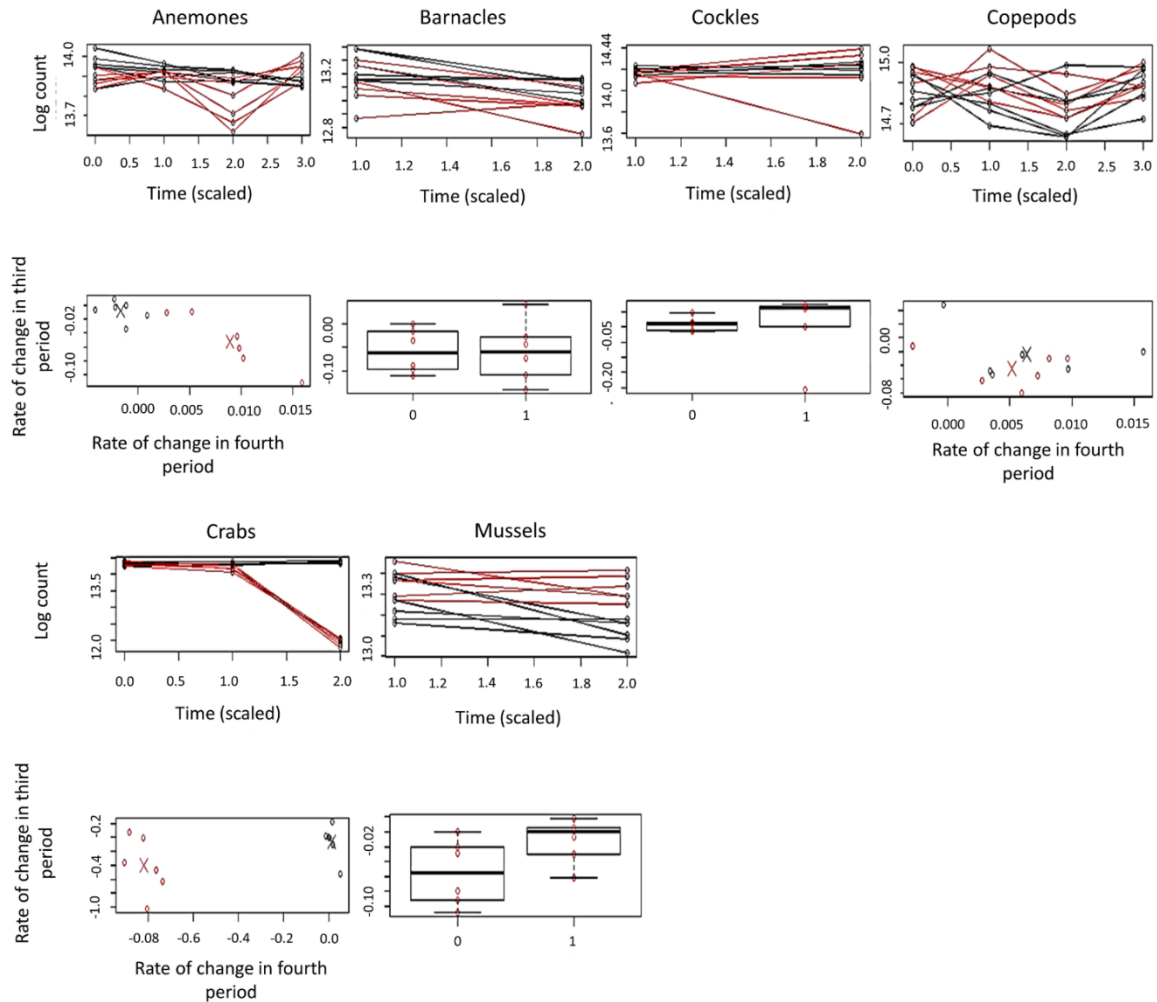 Anemones Barnacles Cockles Copepods
Log count
14.0
13.7
0.0 0.5 1.0 1.5 2.0 2.5 3.0
Time (scaled)
13.2
12.8
1.0 1.2 1.4 1.6 1.8 2.0
Time (scaled)
14.44
14.0
13.6
1.0 1.2 1.4 1.6 1.8 2.0
Time (scaled)
15.0
14.7
0.0 0.5 1.0 1.5 2.0 2.5 3.0
Time (scaled)
Rate of change in third
period
-0.02
-0.10
0.000 0.005 0.010 0.015
Rate of change in fourth
period
0.00
-0.10
0 1
-0.05
-0.20
0 1
0.00
-0.08
0.000 0.005 0.010 0.015
Rate of change in fourth
period
Crabs Mussels
Log count
13.5
12.0
0.0 0.5 1.0 1.5 2.0
Time (scaled)
13.3
13.0
1.0 1.2 1.4 1.6 1.8 2.0
Time (scaled)
Rate of change in third
period
-0.2
-0.4
-1.0
-0.08 -0.6 -0.4 -0.2 0.0
Rate of change in fourth
period
-0.02
-0.10
0 1